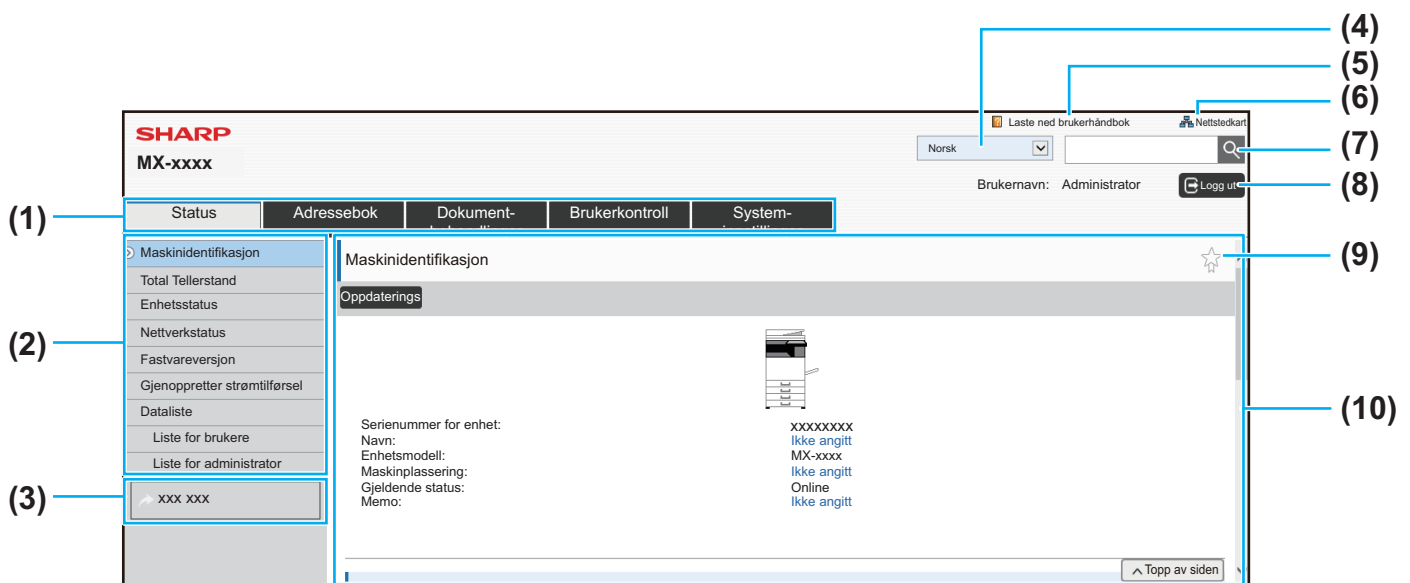 (4)
(5)
(6)
Laste ned brukerhåndbok Nettstedkart
SHARP
Norsk
(7)
MX-xxxx
Brukernavn: Administrator Logg ut
(8)
(1)
Status Adressebok Dokument- Brukerkontroll System-
Maskinidentifikasjon
Maskinidentifikasjon
(9)
Total Tellerstand
Enhetsstatus
Oppdaterings
(2)
Nettverkstatus
Fastvareversjon
Gjenoppretter strømtilførsel
Dataliste
Liste for brukere
Liste for administrator
(10)
Serienummer for enhet: xxxxxxxx
Navn: Ikke angitt
Enhetsmodell: MX-xxxx
Maskinplassering: Ikke angitt
Gjeldende status: Online
Memo: Ikke angitt
(3)
xxx xxx
Topp av siden